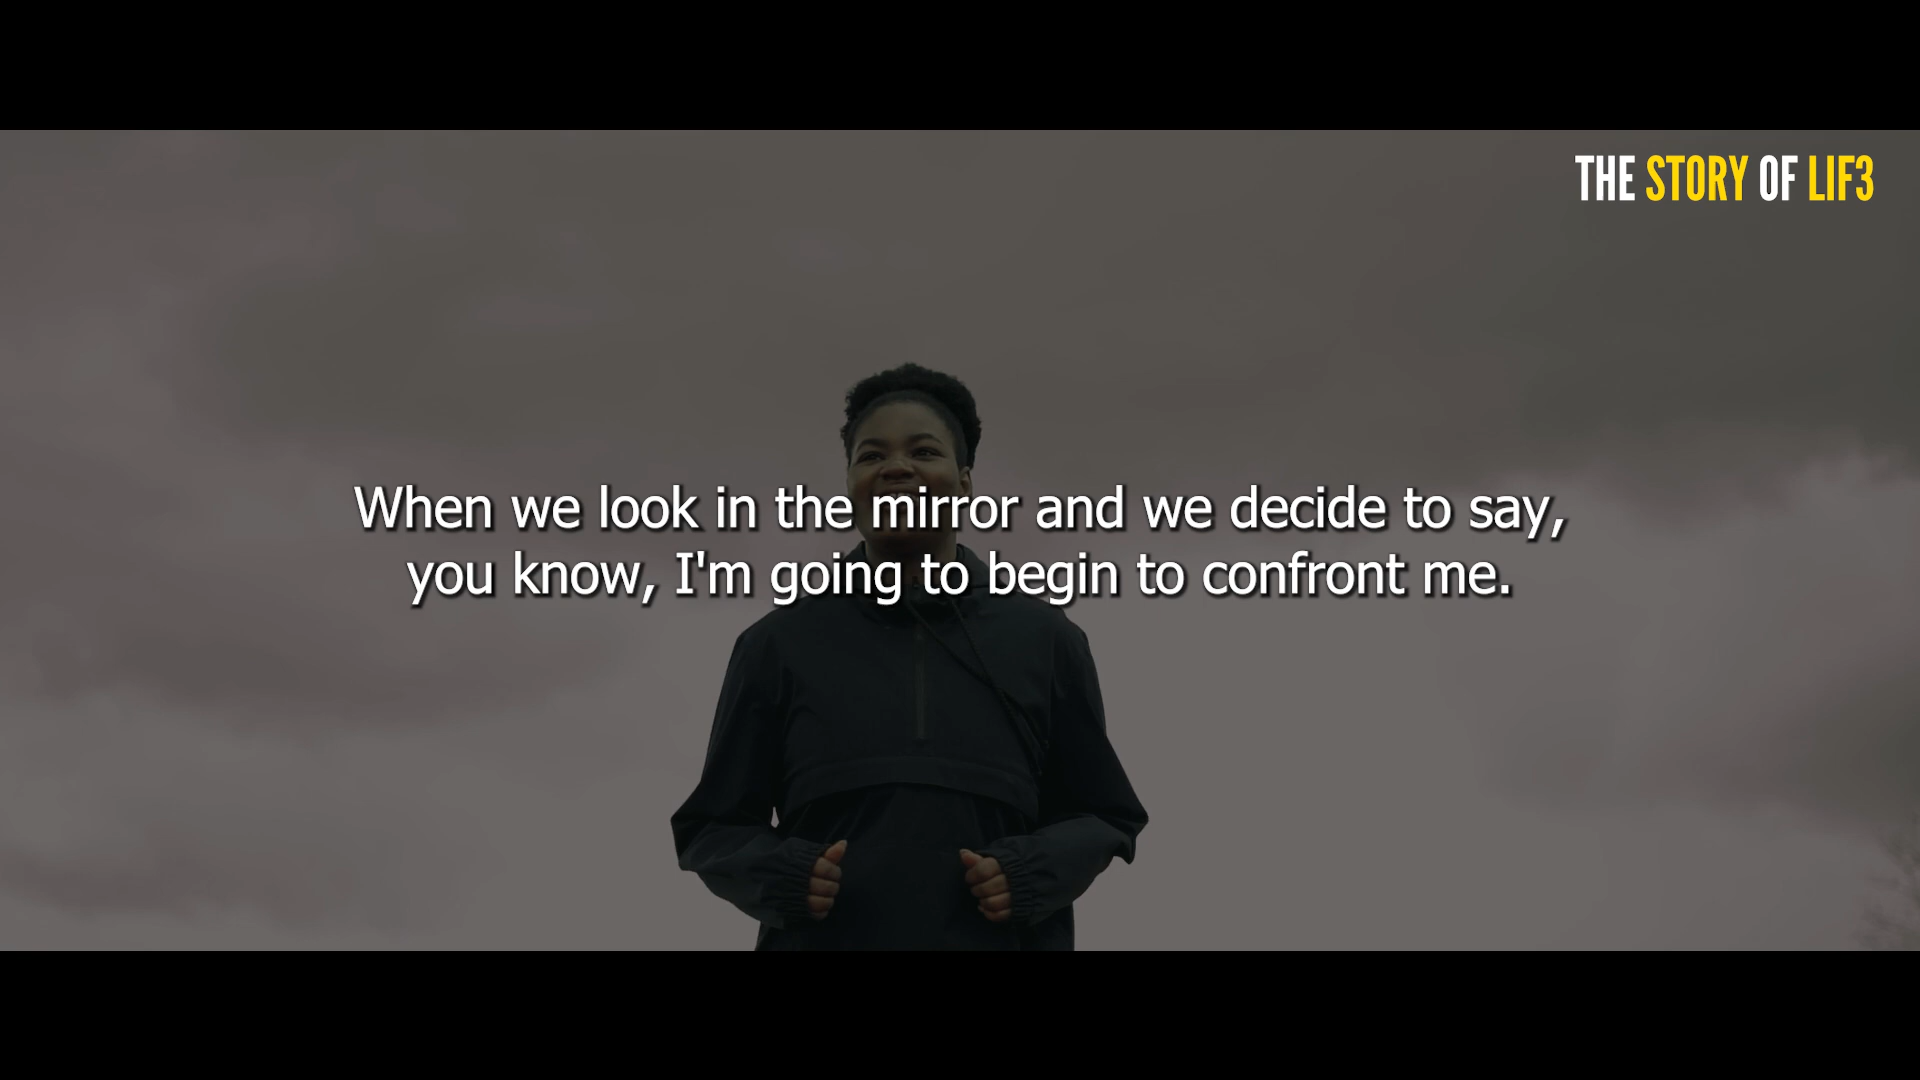 THE STORY OF LIF3
When we look in the mirror and we decide to say,
you know, I'm going to begin to confront me.